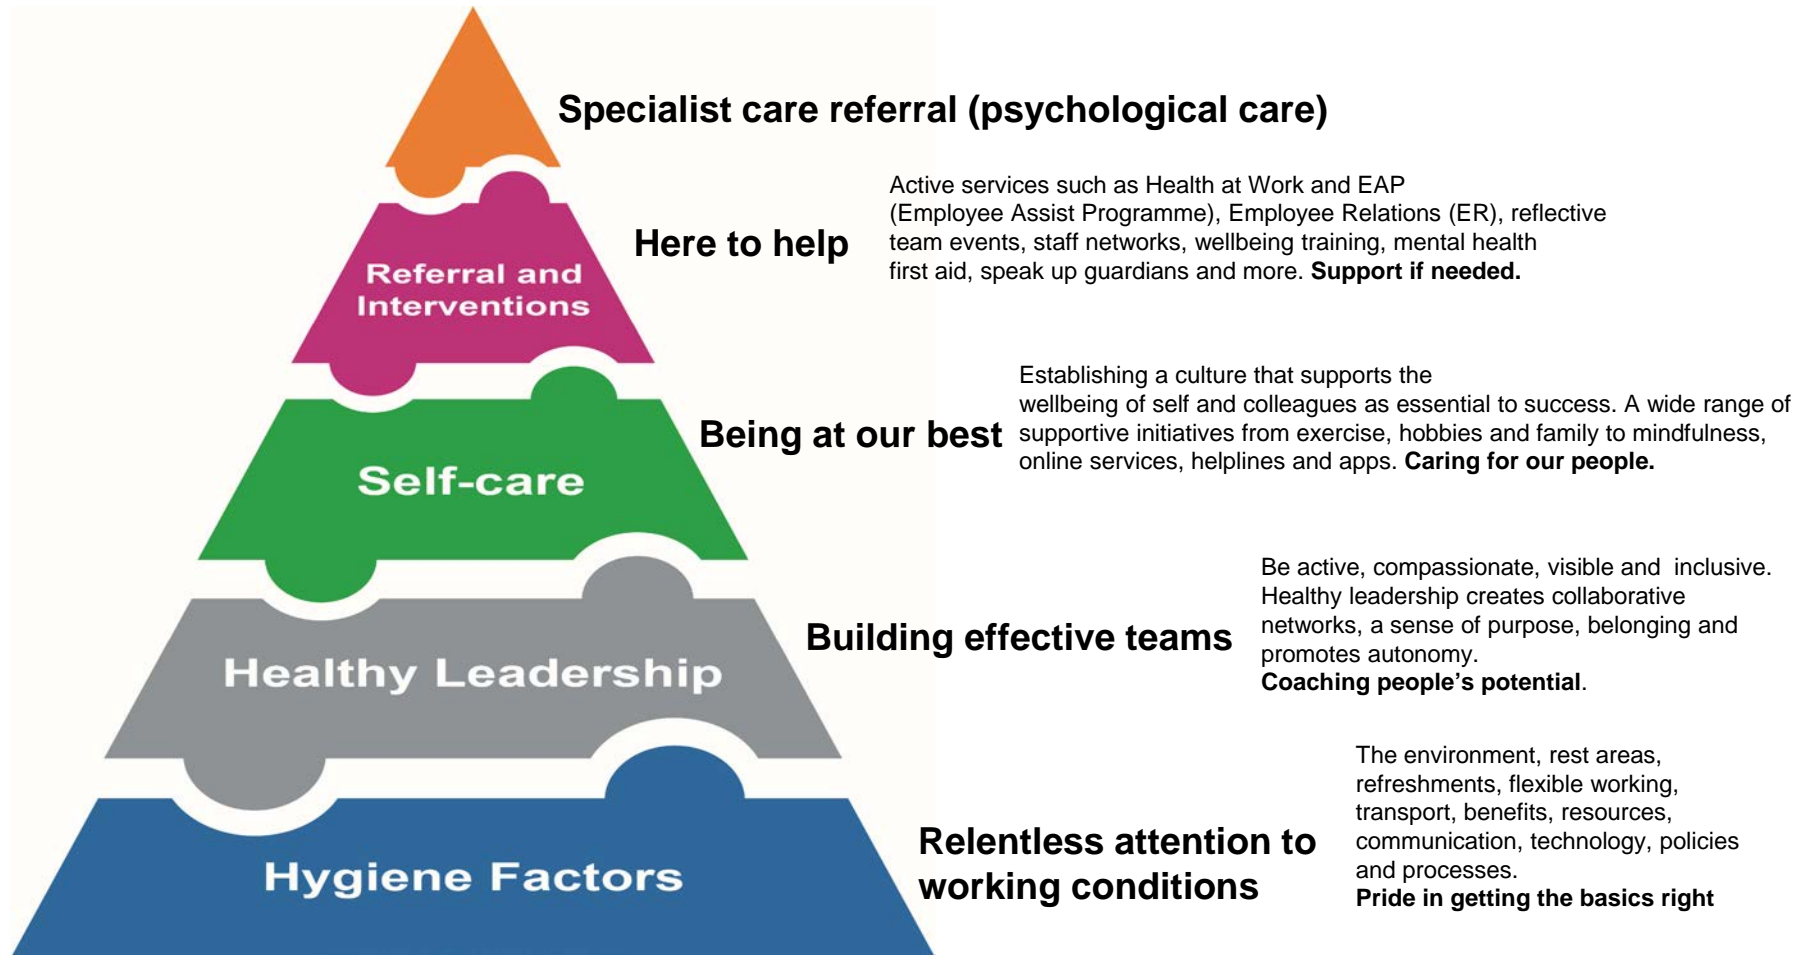 Specialist care referral (psychological care)
Referral and
Interventions
Here to help
Active services such as Health at Work and EAP
(Employee Assist Programme), Employee Relations (ER), reflective
team events, staff networks, wellbeing training, mental health
first aid, speak up guardians and more. Support if needed.
Self-care
Being at our best
Establishing a culture that supports the
wellbeing of self and colleagues as essential to success. A wide range of
supportive initiatives from exercise, hobbies and family to mindfulness,
online services, helplines and apps. Caring for our people.
Healthy Leadership
Building effective teams
Be active, compassionate, visible and  inclusive.
Healthy leadership creates collaborative
networks, a sense of purpose, belonging and
promotes autonomy.
Coaching people’s potential.
Hygiene Factors
Relentless attention to
working conditions
The environment, rest areas,
refreshments, flexible working,
transport, benefits, resources,
communication, technology, policies
and processes.
Pride in getting the basics right